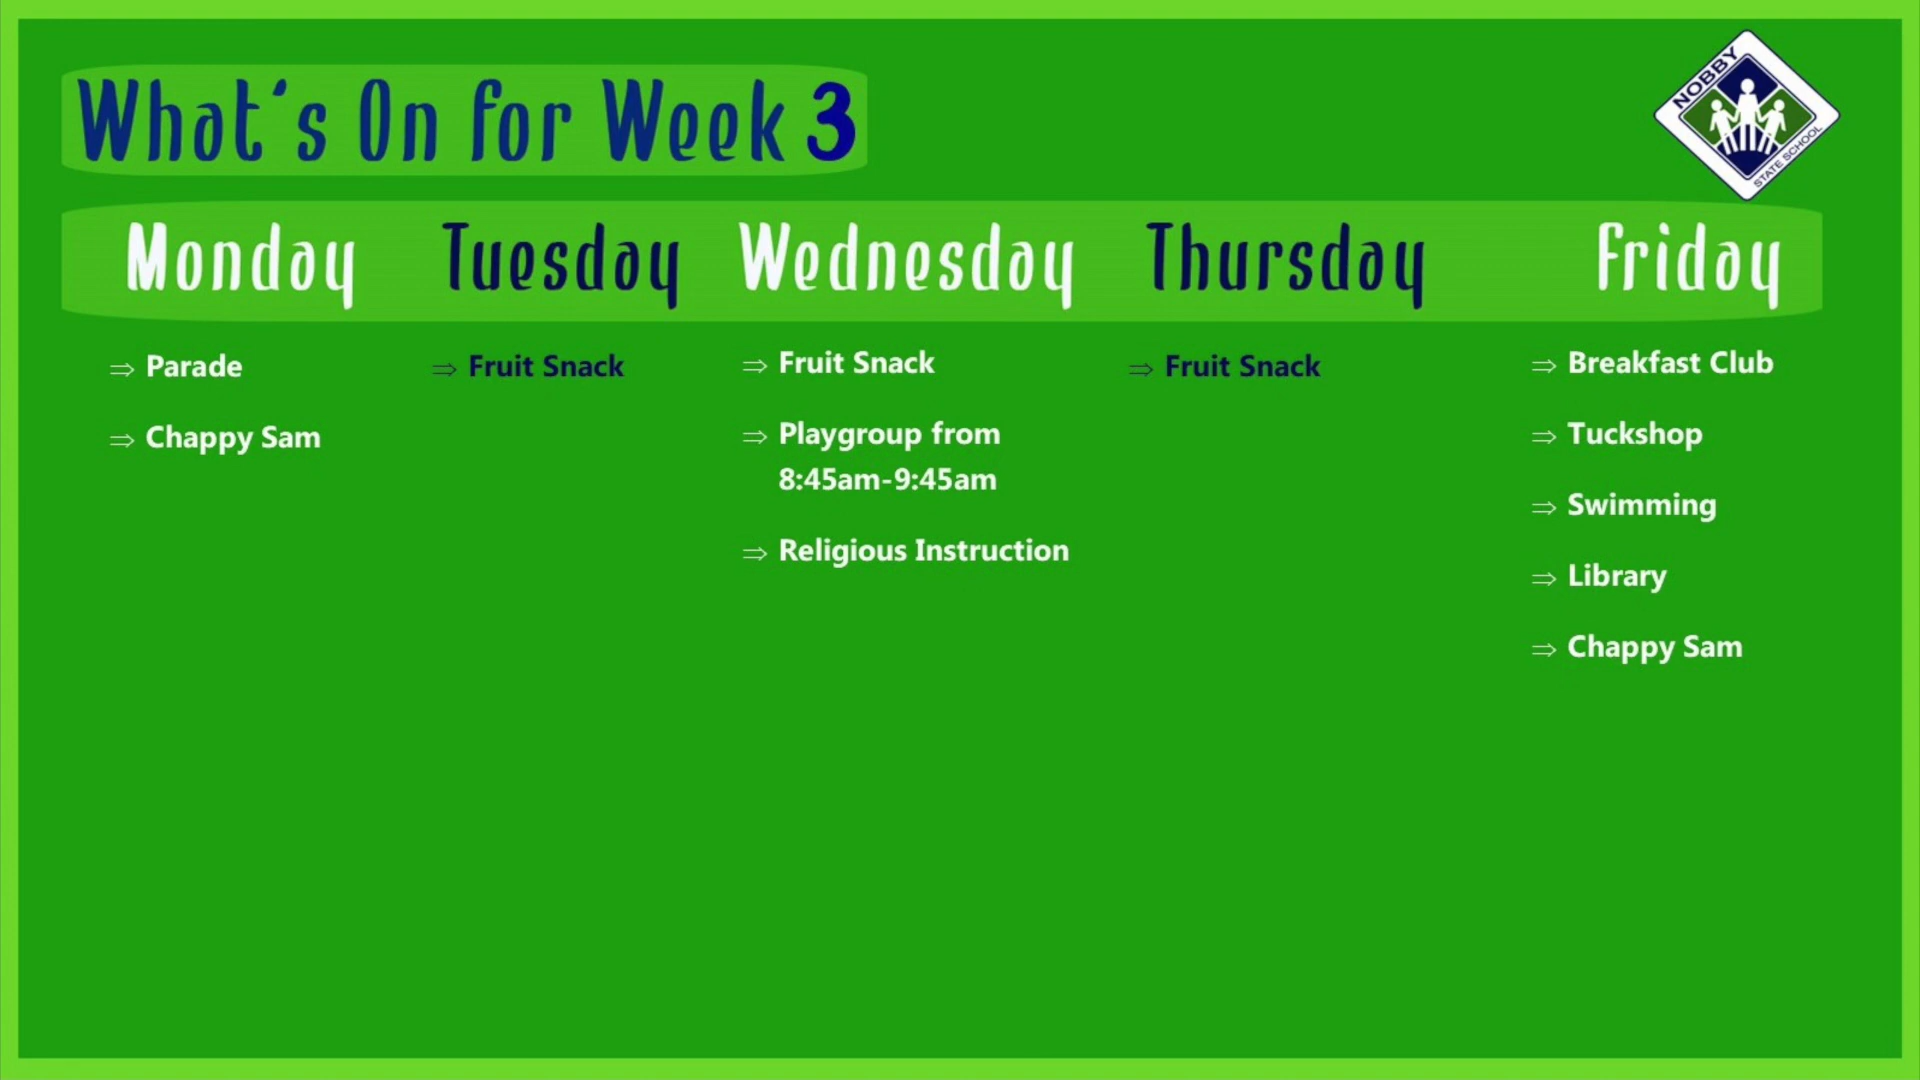 What's On for Week 3
NOBBY
STATE SCHOOL
Monday
Tuesday
Wednesday
Thursday
Friday
⇒ Parade
⇒ Chappy Sam
⇒ Fruit Snack
⇒ Fruit Snack
⇒ Playgroup from
8:45am-9:45am
⇒ Religious Instruction
⇒ Fruit Snack
⇒ Breakfast Club
⇒ Tuckshop
⇒ Swimming
⇒ Library
⇒ Chappy Sam